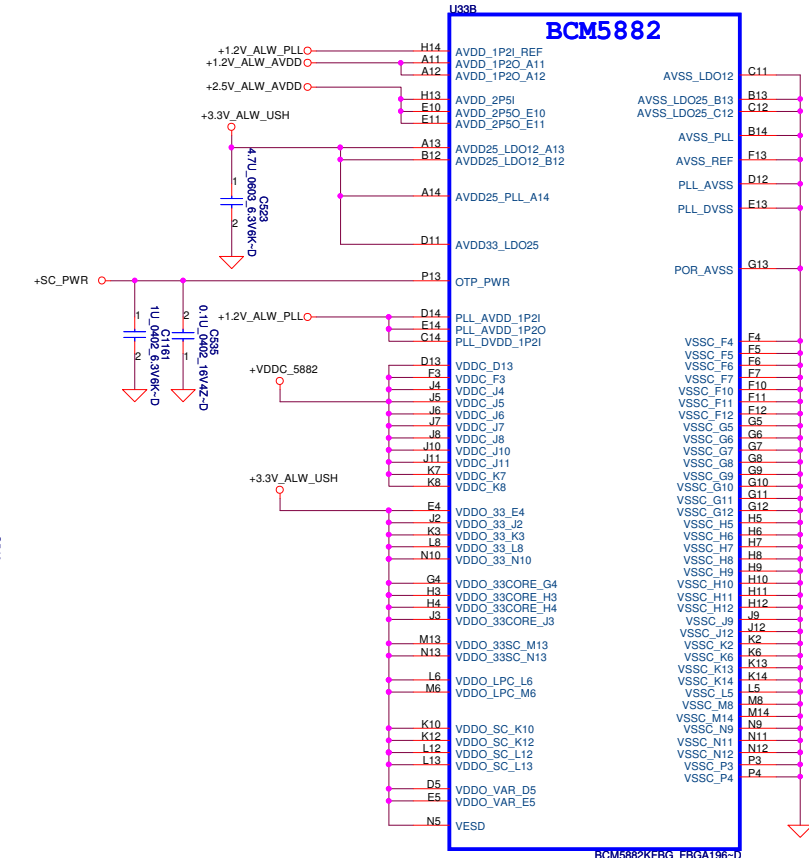 U33B
BCM5882
+1.2V_ALW_PLL H14 AVDD_1P2I_REF
+1.2V_ALW_AVDD A11 AVDD_1P2O_A11
A12 AVDD_1P2O_A12
+2.5V_ALW_AVDD H13 AVDD_2P5I
E10 AVDD_2P5O_E10
E11 AVDD_2P5O_E11
+3.3V_ALW_USH A13 AVDD25_LDO12_A13
B12 AVDD25_LDO12_B12
A14 AVDD25_PLL_A14
D11 AVDD33_LDO25
1
2
C523
4.7U_0603_6.3V6K~D
+SC_PWR P13 OTP_PWR
1
2
C1161
1U_0402_6.3V6K~D
2
1
C535
0.1U_0402_16V4Z~D
+1.2V_ALW_PLL D14 PLL_AVDD_1P2I
E14 PLL_AVDD_1P2O
C14 PLL_DVDD_1P2I
+VDDC_5882
D13 VDDC_D13
F3 VDDC_F3
J4 VDDC_J4
J5 VDDC_J5
J6 VDDC_J6
J7 VDDC_J7
J8 VDDC_J8
J10 VDDC_J10
J11 VDDC_J11
K7 VDDC_K7
K8 VDDC_K8
+3.3V_ALW_USH
E4 VDDO_33_E4
J2 VDDO_33_J2
K3 VDDO_33_K3
L8 VDDO_33_L8
N10 VDDO_33_N10
G4 VDDO_33CORE_G4
H3 VDDO_33CORE_H3
H4 VDDO_33CORE_H4
J3 VDDO_33CORE_J3
M13 VDDO_33SC_M13
N13 VDDO_33SC_N13
L6 VDDO_LPC_L6
M6 VDDO_LPC_M6
K10 VDDO_SC_K10
K12 VDDO_SC_K12
L12 VDDO_SC_L12
L13 VDDO_SC_L13
D5 VDDO_VAR_D5
E5 VDDO_VAR_E5
N5 VESD
AVSS_LDO12 C11
AVSS_LDO25_B13 B13
AVSS_LDO25_C12 C12
AVSS_PLL B14
AVSS_REF F13
PLL_AVSS D12
PLL_DVSS E13
POR_AVSS G13
VSSC_F4 F4
VSSC_F5 F5
VSSC_F6 F6
VSSC_F7 F7
VSSC_F10 F10
VSSC_F11 F11
VSSC_F12 F12
VSSC_G5 G5
VSSC_G6 G6
VSSC_G7 G7
VSSC_G8 G8
VSSC_G9 G9
VSSC_G10 G10
VSSC_G11 G11
VSSC_G12 G12
VSSC_H5 H5
VSSC_H6 H6
VSSC_H7 H7
VSSC_H8 H8
VSSC_H9 H9
VSSC_H10 H10
VSSC_H11 H11
VSSC_H12 H12
VSSC_J9 J9
VSSC_J12 J12
VSSC_K2 K2
VSSC_K6 K6
VSSC_K13 K13
VSSC_K14 K14
VSSC_L5 L5
VSSC_M8 M8
VSSC_M14 M14
VSSC_N9 N9
VSSC_N11 N11
VSSC_N12 N12
VSSC_P3 P3
VSSC_P4 P4
BCM5882KFBG_FBGA196~D